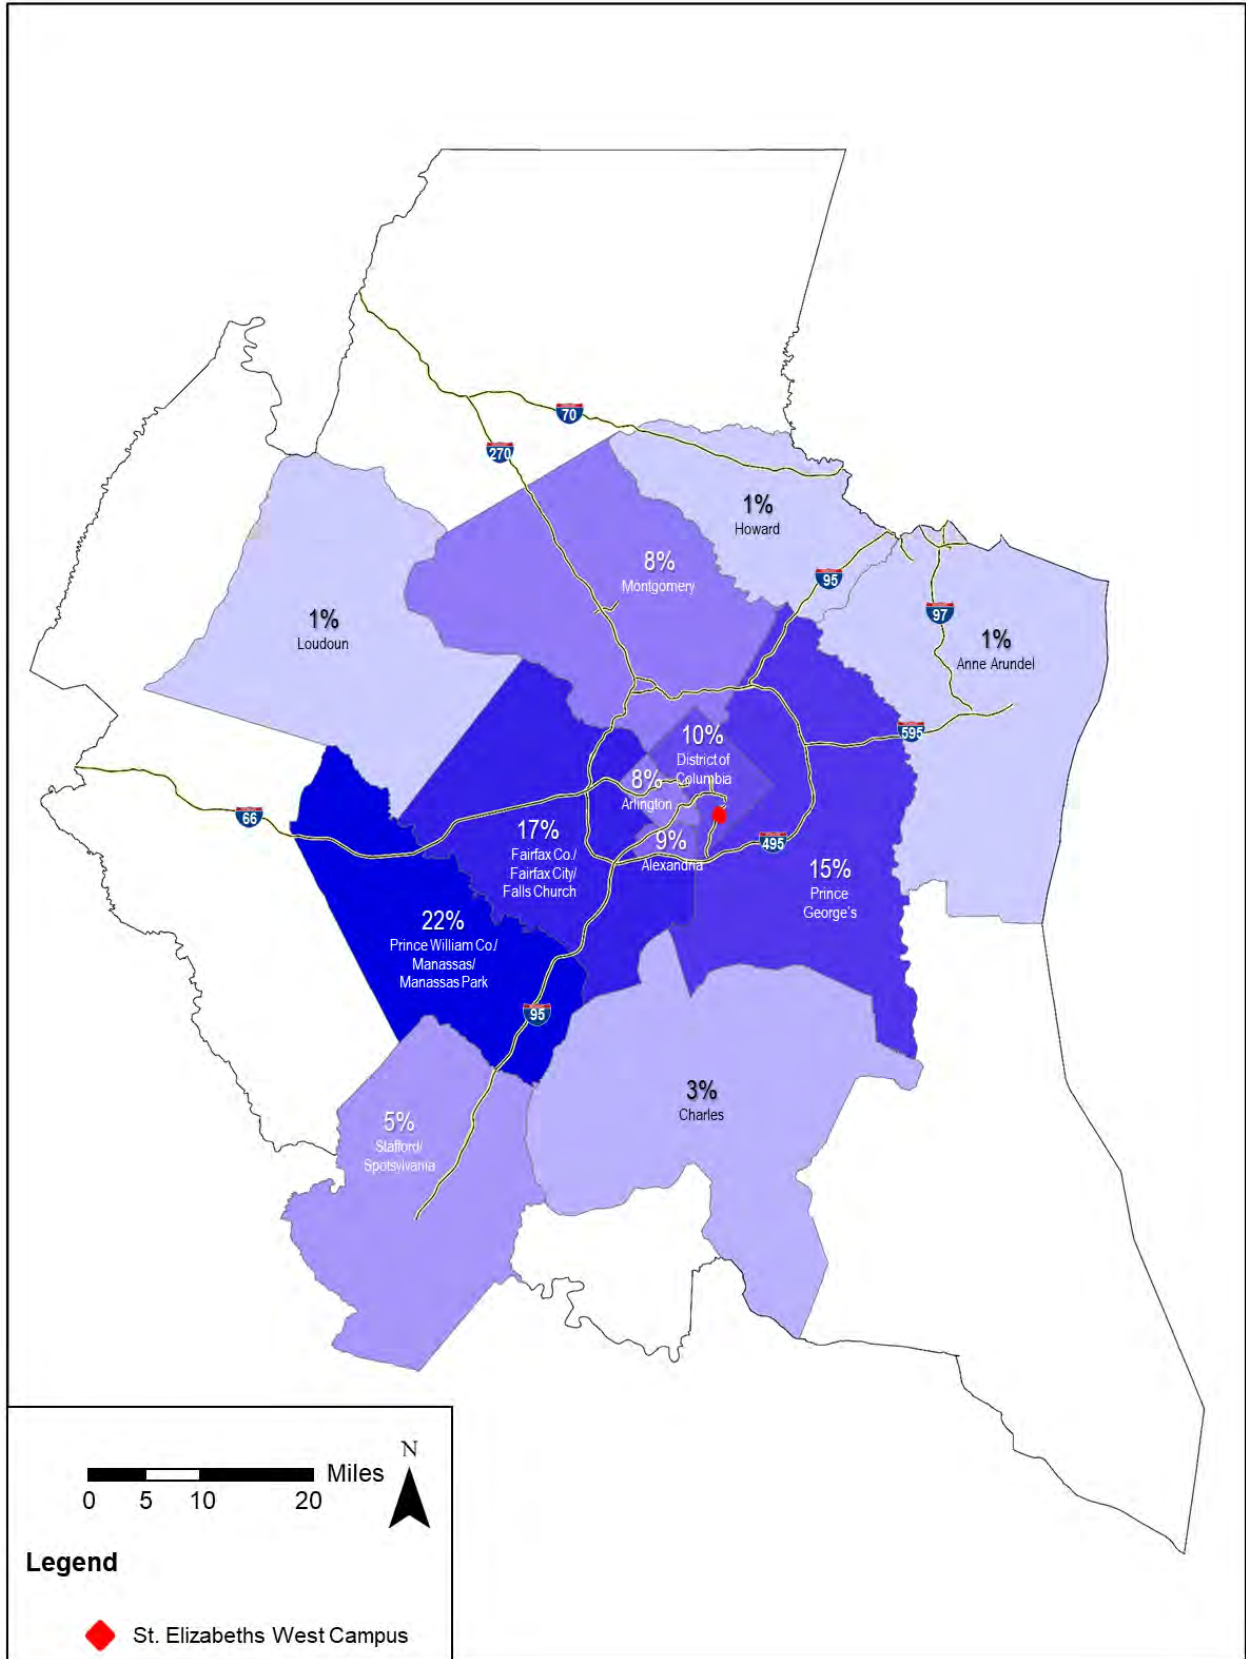 70
270
1%
Howard
8%
Montgomery
95
97
1%
Loudoun
1%
Anne Arundel
10%
District of
Columbia
595
8%
Arlington
66
17%
Fairfax Co./
Fairfax City/
Falls Church
9%
Alexandria
495
15%
Prince
George's
22%
Prince William Co./
Manassas/
Manassas Park
95
3%
Charles
5%
Stafford/
Spotsylvania
N
Miles
0 5 10 20
Legend
St. Elizabeths West Campus